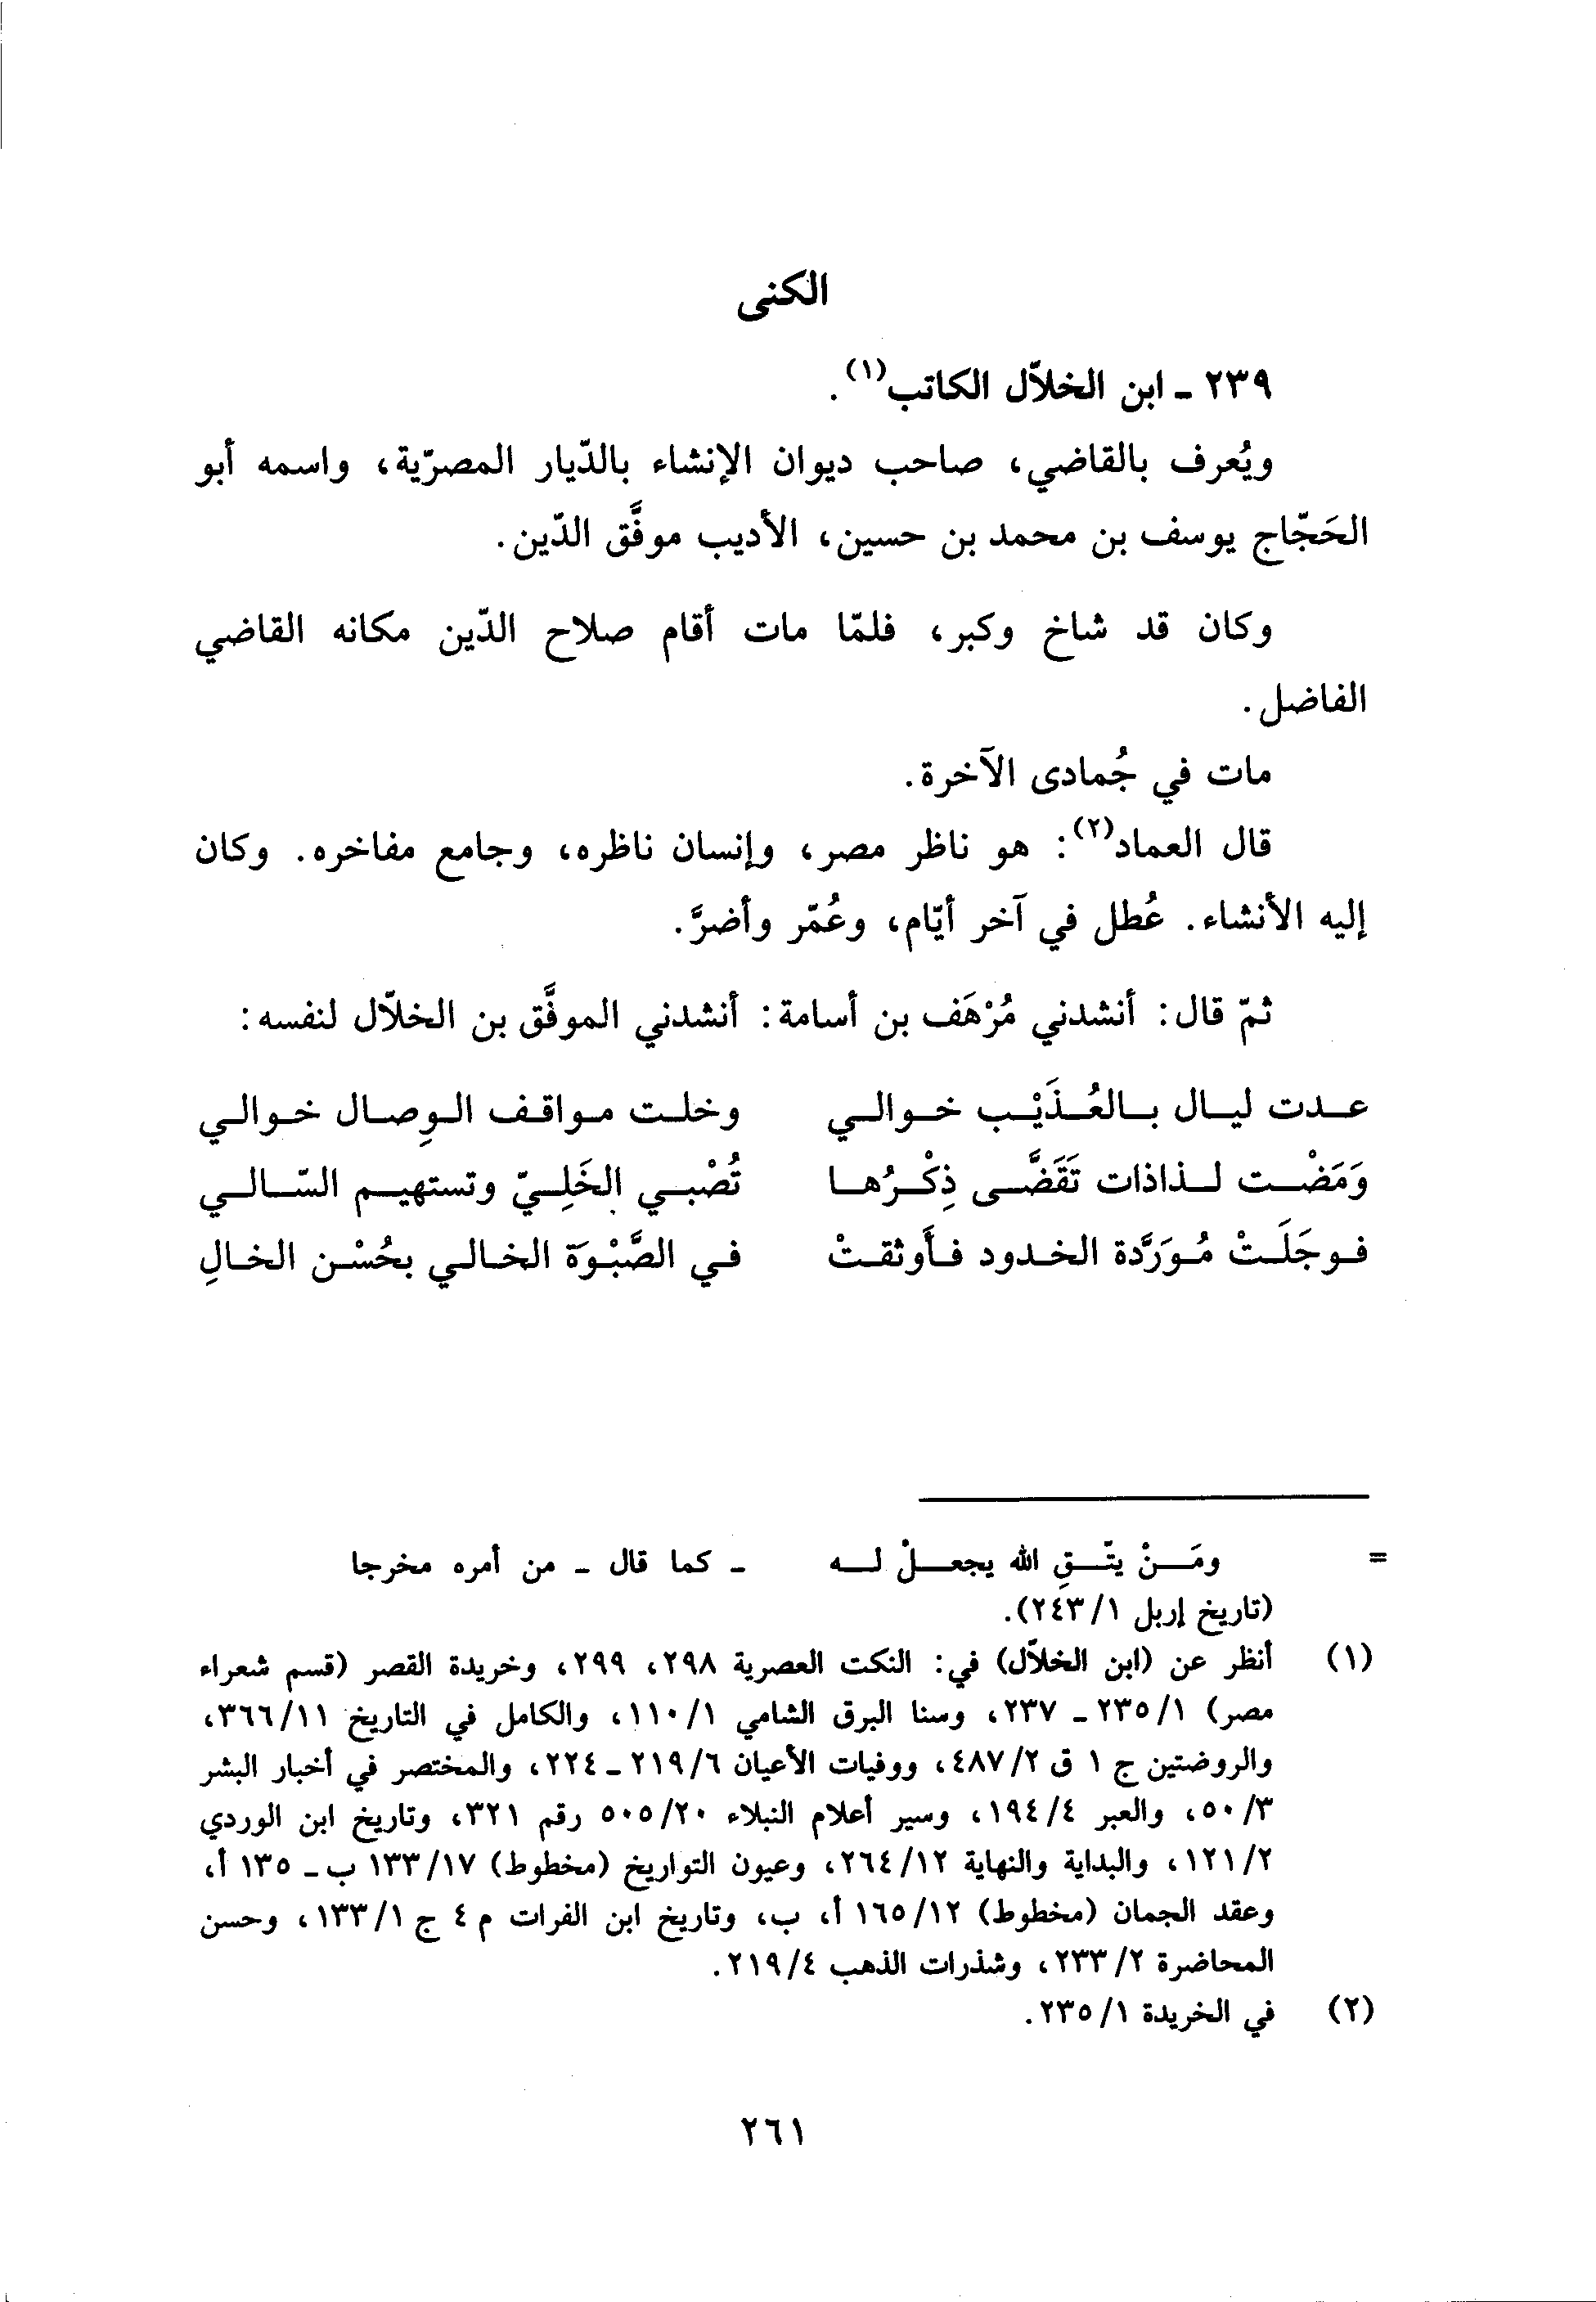 الكنى
٢٣٩ - ابن الخلاّل الكاتب(١).
ويُعرف بالقاضي، صاحب ديوان الإنشاء بالدّيار المصرّية، واسمه أبو
الحَجّاج يوسف بن محمد بن حسين، الأديب موفَّق الدّين.
وكان قد شاخ وكبر، فلمّا مات أقام صلاح الدّين مكانه القاضي
الفاضل.
مات في جُمادى الآخرة.
قال العماد(٢): هو ناظر مصر، وإنسان ناظره، وجامع مفاخره. وكان
إليه الأنشاء. عُطل في آخر أيّام، وعُمّر وأضرَّ.
ثمّ قال: أنشدني مُرْهَف بن أسامة: أنشدني الموفَّق بن الخلاّل لنفسه:
عـدت ليـال بـالعُـذَيْـب خـوالـي وخلـت مـواقـف الـوِصـال خـوالـي
وَمَضْـت لـذاذات تَقَضَّـى ذِكْـرُهـا تُصْبـي الخَلِـيّ وتستهيـم السّـالـي
فـوجَلَـتْ مُـورَّدة الخـدود فـأوثقـتْ فـي الصَّبْـوَة الخـالـي بحُسْـن الخـالِ
= ومَـنْ يتّـقِ الله يجعـلْ لـه - كما قال - من أمره مخرجا
(تاريخ إربل ١/٢٤٣).
(١) أنظر عن (ابن الخلاّل) في: النكت العصرية ٢٩٨، ٢٩٩، وخريدة القصر (قسم شعراء
مصر) ١/٢٣٥ - ٢٣٧، وسنا البرق الشامي ١/١١٠، والكامل في التاريخ ١١/٣٦٦،
والروضتين ج ١ ق ٢/٤٨٧، ووفيات الأعيان ٦/٢١٩ - ٢٢٤، والمختصر في أخبار البشر
٣/٥٠، والعبر ٤/١٩٤، وسير أعلام النبلاء ٢٠/٥٠٥ رقم ٣٢١، وتاريخ ابن الوردي
٢/١٢١، والبداية والنهاية ١٢/٢٦٤، وعيون التواريخ (مخطوط) ١٧/١٣٣ ب - ١٣٥ أ،
وعقد الجمان (مخطوط) ١٢/١٦٥ أ، ب، وتاريخ ابن الفرات م ٤ ج ١/١٣٣، وحسن
المحاضرة ٢/٢٣٣، وشذرات الذهب ٤/٢١٩.
(٢) في الخريدة ١/٢٣٥.
٢٦١